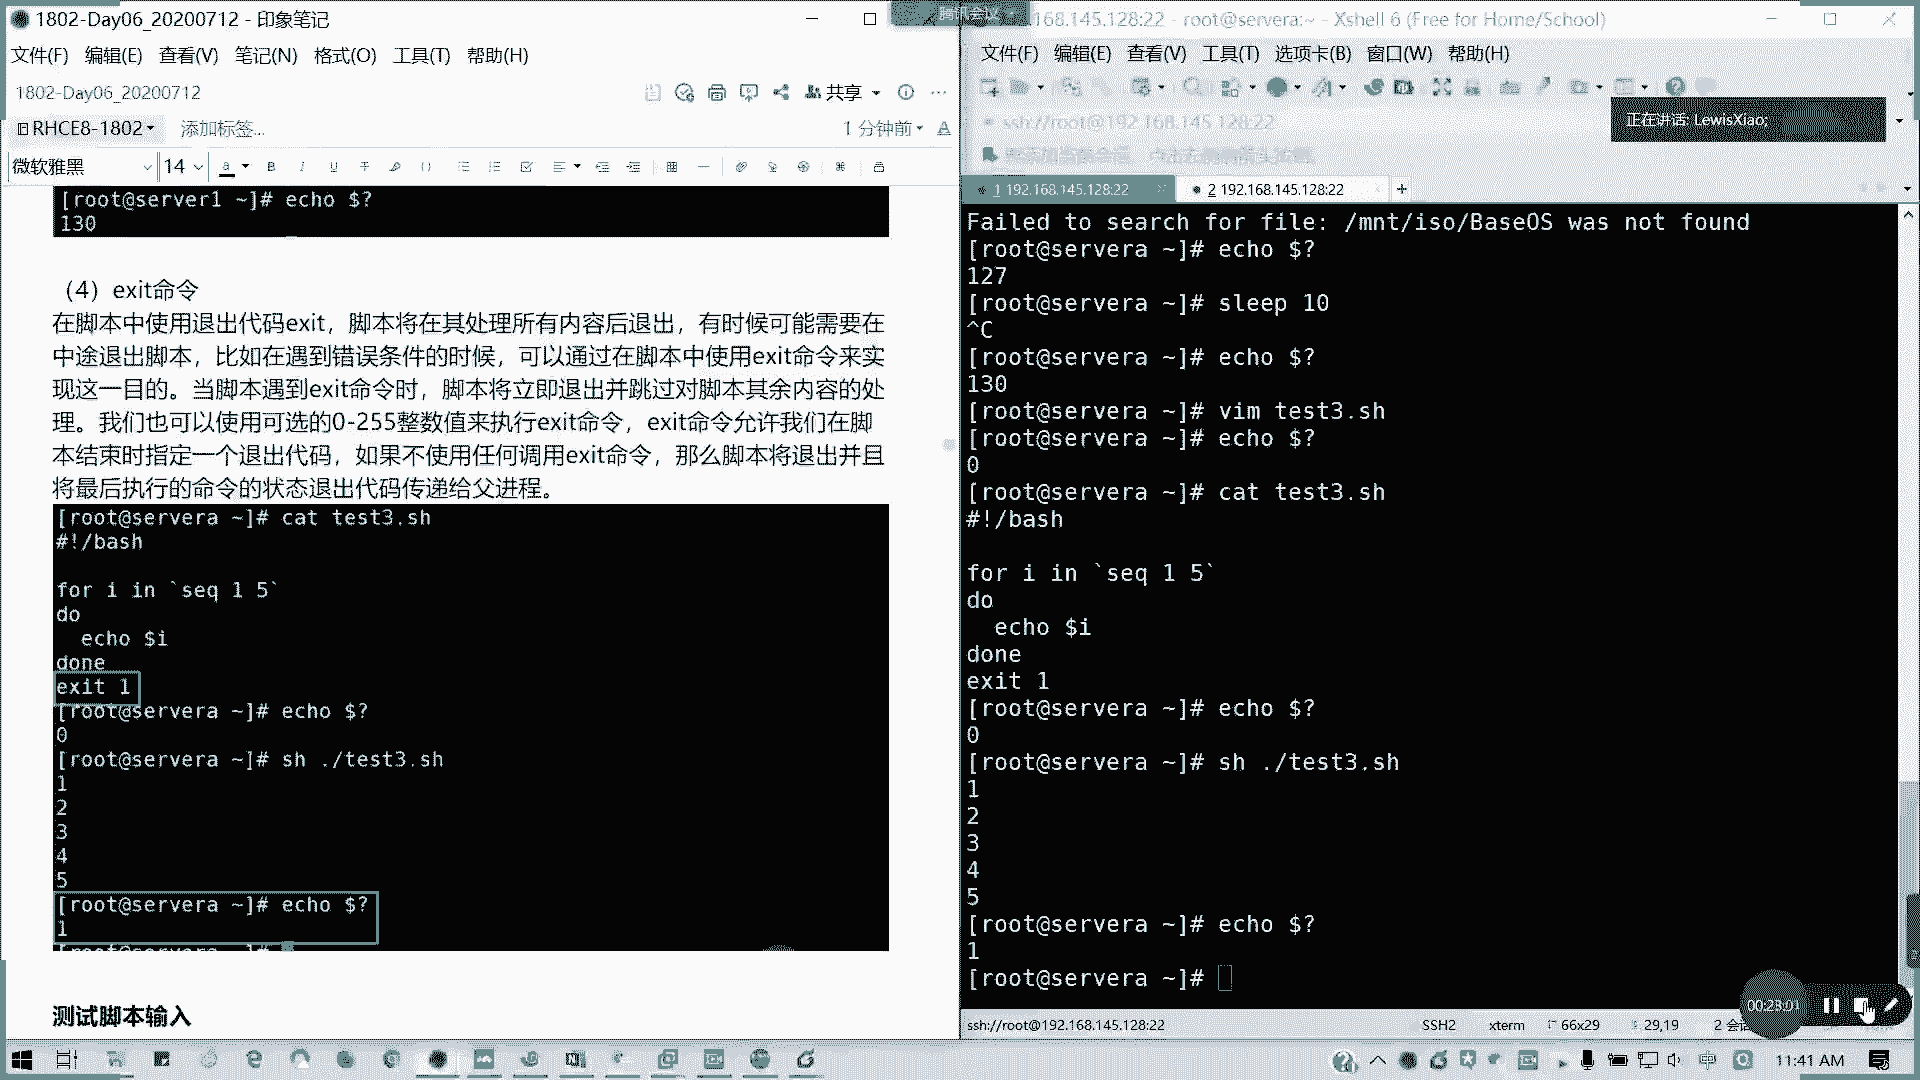 1802-Day06_20200712 - 印象笔记
文件(F) 编辑(E) 查看(V) 笔记(N) 格式(O) 工具(T) 帮助(H)
1802-Day06_20200712
共享
RHCE8-1802
添加标签...
1 分钟前
微软雅黑
14
[root@server1 ~]# echo $?
130
（4）exit命令
在脚本中使用退出代码exit，脚本将在其处理所有内容后退出，有时候可能需要在
中途退出脚本，比如在遇到错误条件的时候，可以通过在脚本中使用exit命令来实
现这一目的。当脚本遇到exit命令时，脚本将立即退出并跳过对脚本其余内容的处
理。我们也可以使用可选的0-255整数值来执行exit命令，exit命令允许我们在脚
本结束时指定一个退出代码，如果不使用任何调用exit命令，那么脚本将退出并且
将最后执行的命令的状态退出代码传递给父进程。
[root@servera ~]# cat test3.sh
#!/bash
for i in `seq 1 5`
do
echo $i
done
exit 1
[root@servera ~]# echo $?
0
[root@servera ~]# sh ./test3.sh
1
2
3
4
5
[root@servera ~]# echo $?
1
测试脚本输入
腾讯会议
168.145.128:22 - root@servera:~ - Xshell 6 (Free for Home/School)
文件(F) 编辑(E) 查看(V) 工具(T) 选项卡(B) 窗口(W) 帮助(H)
ssh://root@192.168.145.128:22
正在讲话: LewisXiao;
1 192.168.145.128:22
2 192.168.145.128:22
Failed to search for file: /mnt/iso/BaseOS was not found
[root@servera ~]# echo $?
127
[root@servera ~]# sleep 10
^C
[root@servera ~]# echo $?
130
[root@servera ~]# vim test3.sh
[root@servera ~]# echo $?
0
[root@servera ~]# cat test3.sh
#!/bash
for i in `seq 1 5`
do
echo $i
done
exit 1
[root@servera ~]# echo $?
0
[root@servera ~]# sh ./test3.sh
1
2
3
4
5
[root@servera ~]# echo $?
1
[root@servera ~]#
00:23:01
ssh://root@192.168.145.128:22
SSH2
xterm
66x29
29,19
2 会
中
11:41 AM